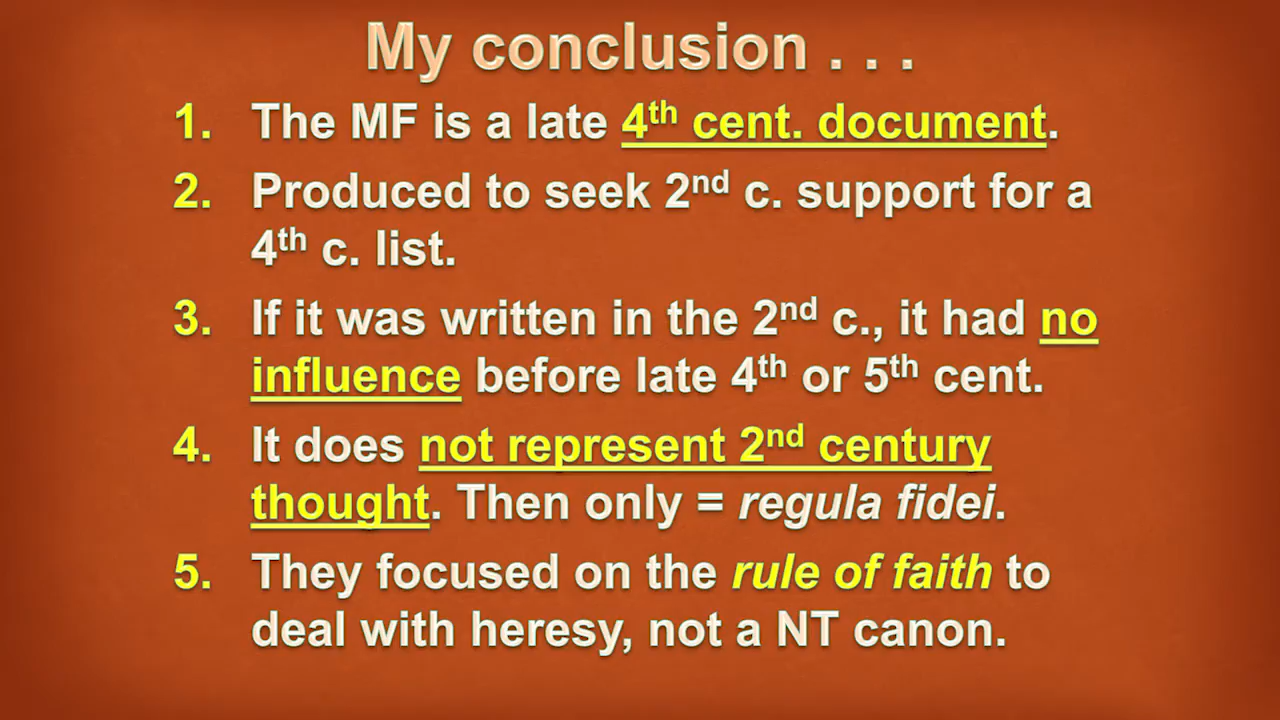 My conclusion . . .
1. The MF is a late 4th cent. document.
2. Produced to seek 2nd c. support for a
4th c. list.
3. If it was written in the 2nd c., it had no
influence before late 4th or 5th cent.
4. It does not represent 2nd century
thought. Then only = regula fidei.
5. They focused on the rule of faith to
deal with heresy, not a NT canon.